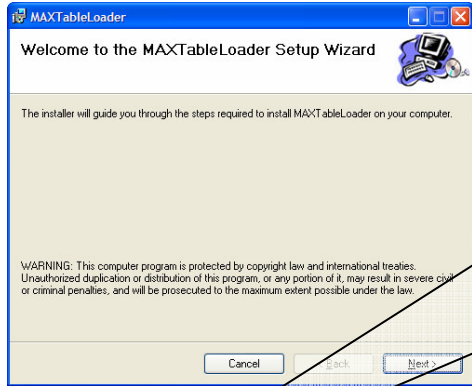 MAXTableLoader
Welcome to the MAXTableLoader Setup Wizard
The installer will guide you through the steps required to install MAXTableLoader on your computer.
WARNING: This computer program is protected by copyright law and international treaties.
Unauthorized duplication or distribution of this program, or any portion of it, may result in severe civil
or criminal penalties, and will be prosecuted to the maximum extent possible under the law.
Cancel
< Back
Next >